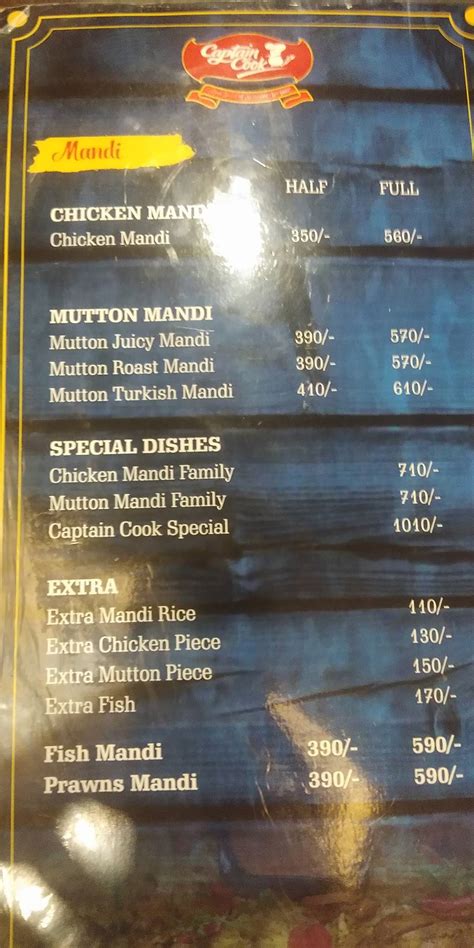 Captain
Cook
Mandi
HALF FULL
CHICKEN MAND
Chicken Mandi 350/- 560/-
MUTTON MANDI
Mutton Juicy Mandi 390/- 570/-
Mutton Roast Mandi 390/- 570/-
Mutton Turkish Mandi 410/- 610/-
SPECIAL DISHES
Chicken Mandi Family 710/-
Mutton Mandi Family 710/-
Captain Cook Special 1010/-
EXTRA
Extra Mandi Rice 110/-
Extra Chicken Piece 130/-
Extra Mutton Piece 150/-
Extra Fish 170/-
Fish Mandi 390/- 590/-
Prawns Mandi 390/- 590/-